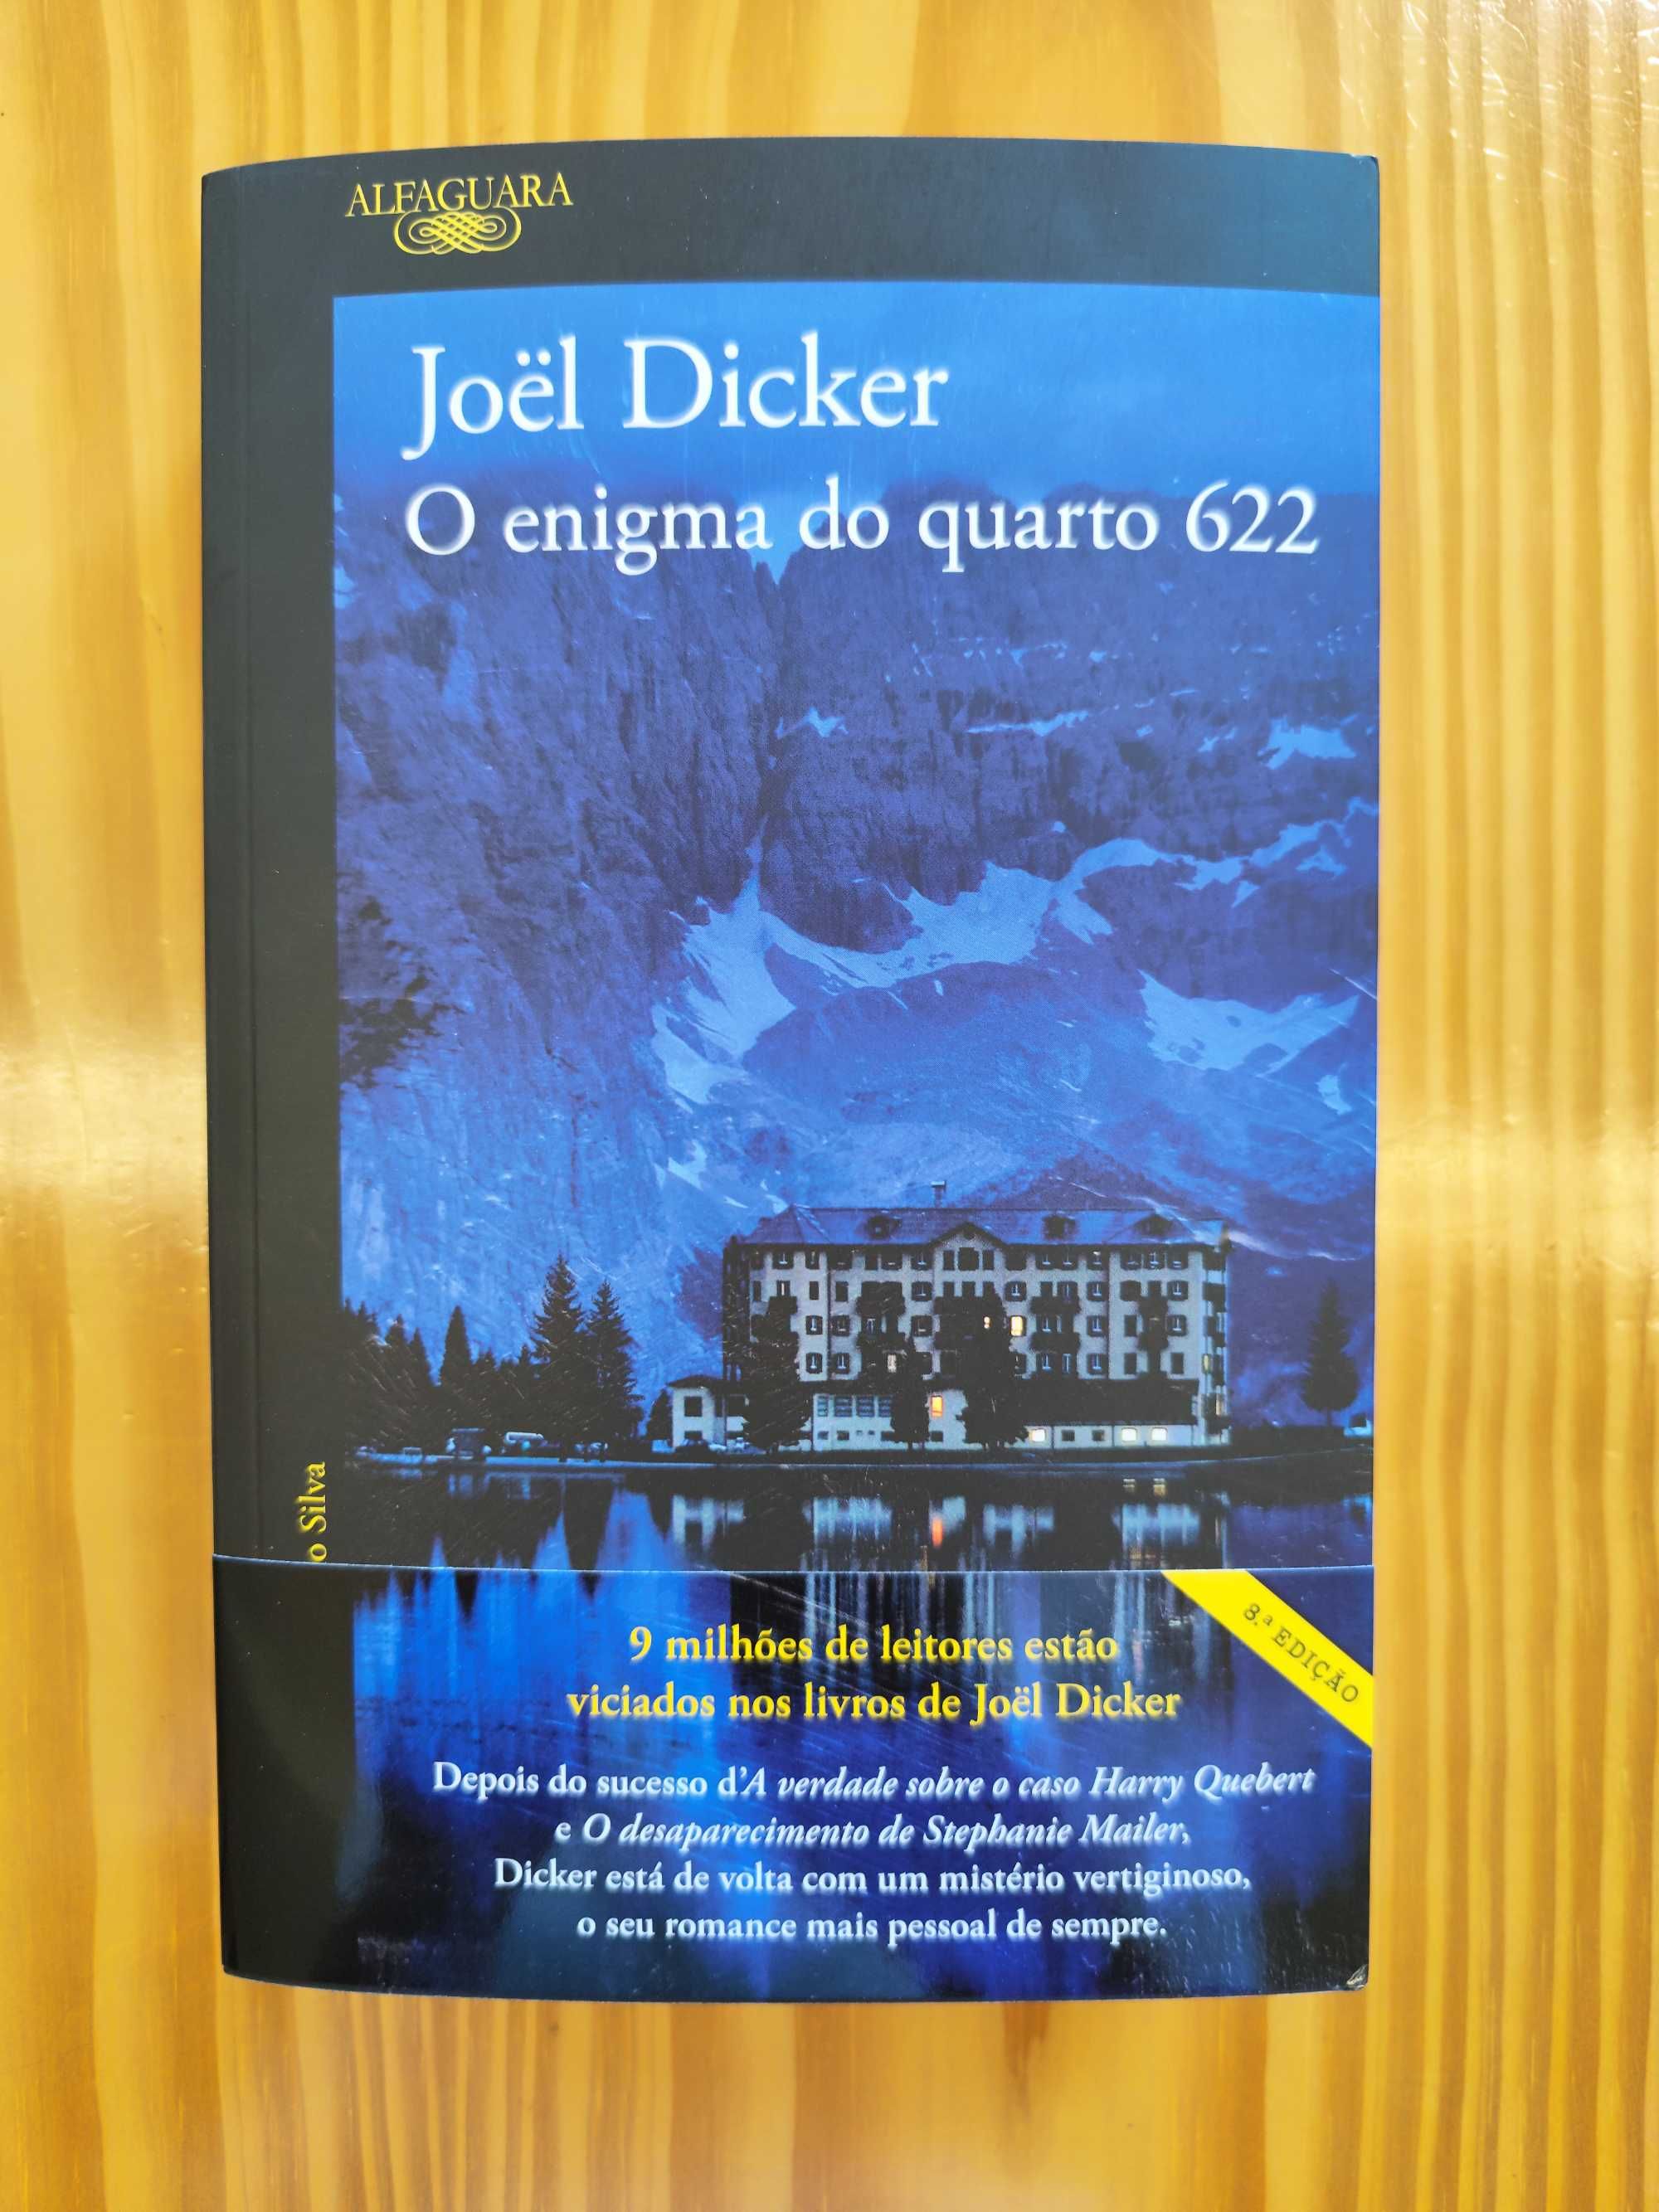 ALFAGUARA
Joël Dicker
O enigma do quarto 622
o Silva
8.ª EDIÇÃO
9 milhões de leitores estão
viciados nos livros de Joël Dicker
Depois do sucesso d'A verdade sobre o caso Harry Quebert
e O desaparecimento de Stephanie Mailer,
Dicker está de volta com um mistério vertiginoso,
o seu romance mais pessoal de sempre.